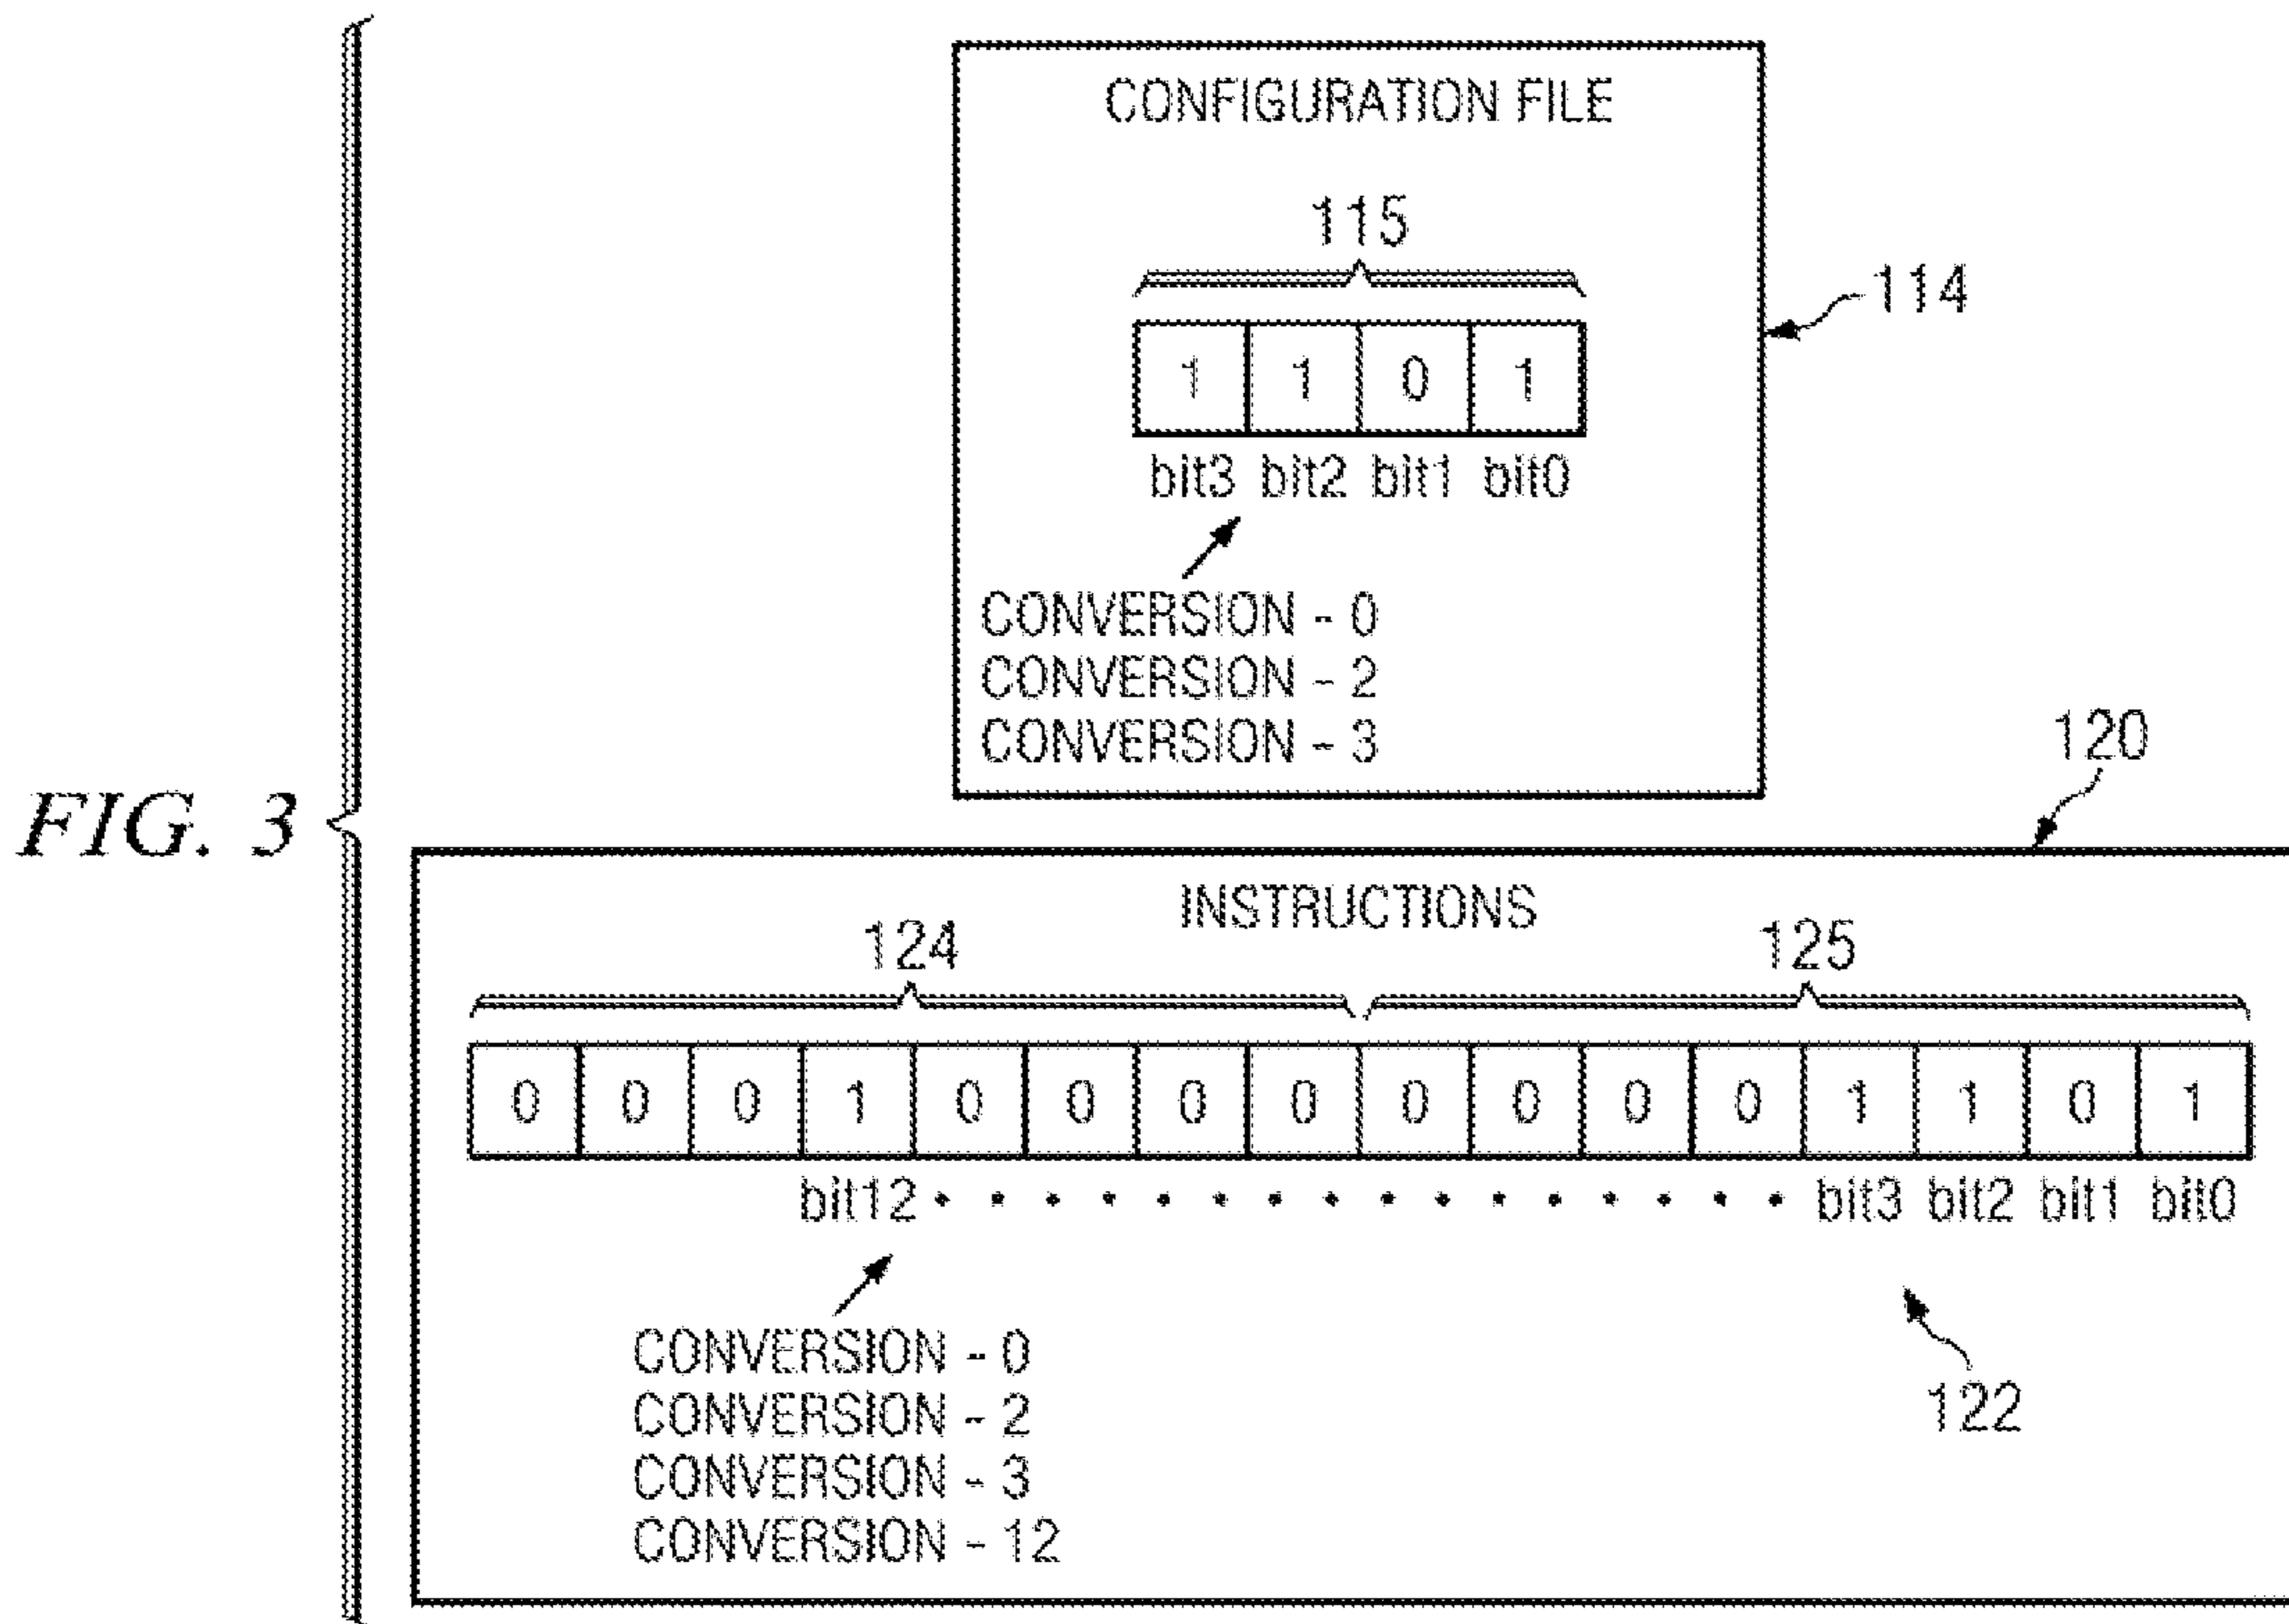 CONFIGURATION FILE
115
114
1 1 0 1
bit3 bit2 bit1 bit0
CONVERSION - 0
CONVERSION - 2
CONVERSION - 3
120
FIG. 3
INSTRUCTIONS
124 125
0 0 0 1 0 0 0 0 0 0 0 0 1 1 0 1
bit12 • • • • • • • • • • • • • • • • bit3 bit2 bit1 bit0
CONVERSION - 0
CONVERSION - 2
CONVERSION - 3
CONVERSION - 12
122